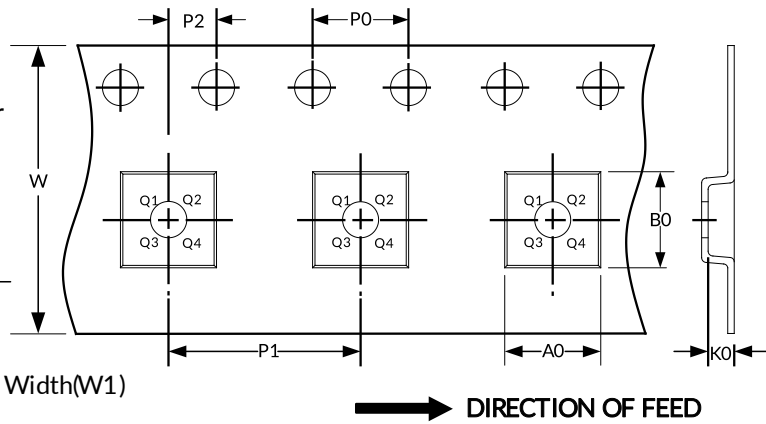 P2
P0
W
Q1 Q2
Q3 Q4
Q1 Q2
Q3 Q4
Q1 Q2
Q3 Q4
B0
P1
A0
K0
Width(W1)
DIRECTION OF FEED